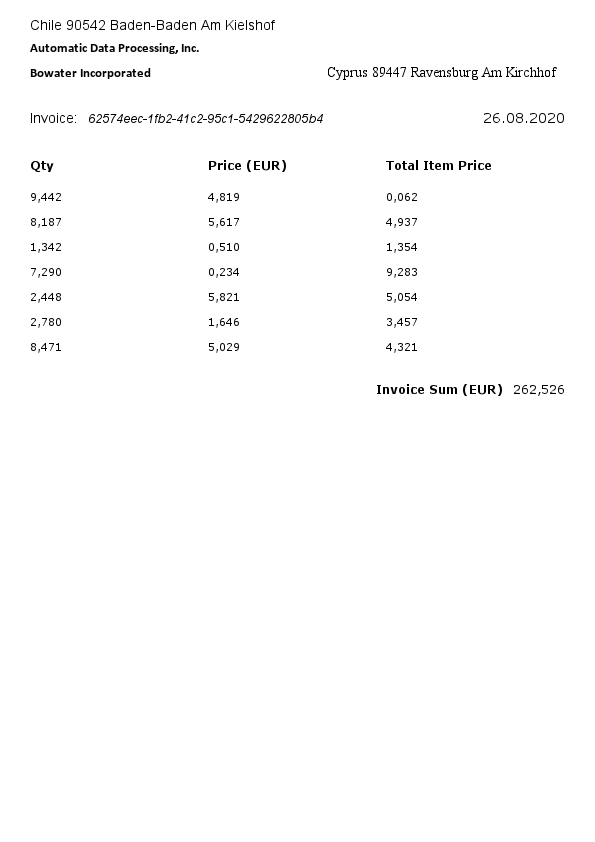 Chile 90542 Baden-Baden Am Kielshof
Automatic Data Processing, Inc.
Bowater Incorporated Cyprus 89447 Ravensburg Am Kirchhof
Invoice: 62574eec-1fb2-41c2-95c1-5429622805b4 26.08.2020
Qty Price (EUR) Total Item Price
9,442 4,819 0,062
8,187 5,617 4,937
1,342 0,510 1,354
7,290 0,234 9,283
2,448 5,821 5,054
2,780 1,646 3,457
8,471 5,029 4,321
Invoice Sum (EUR) 262,526